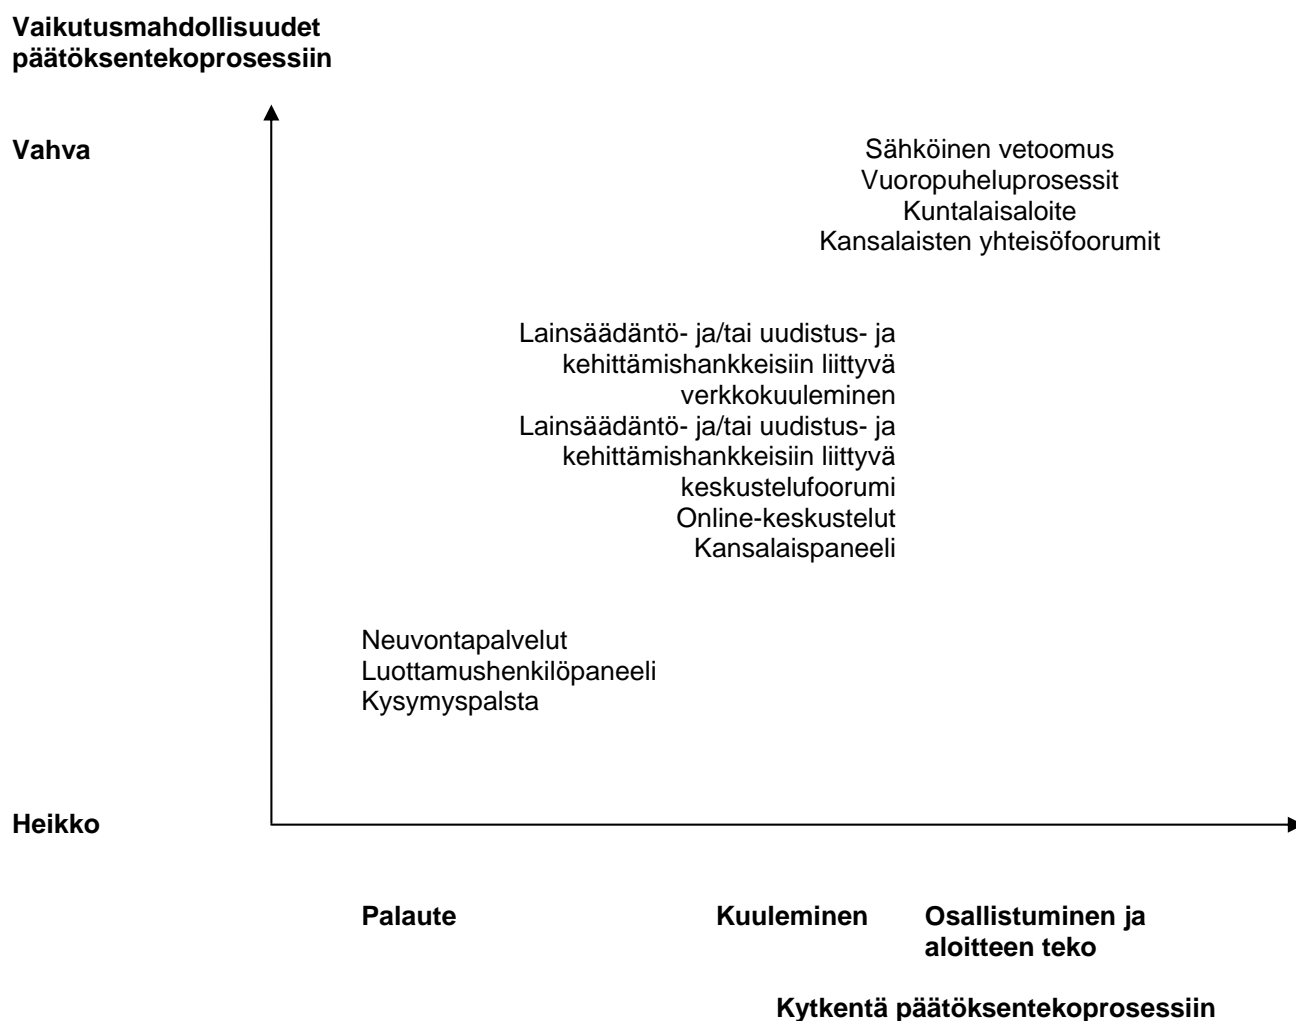 Vaikutusmahdollisuudet
päätöksentekoprosessiin
Vahva
Sähköinen vetoomus
Vuoropuheluprosessit
Kuntalaisaloite
Kansalaisten yhteisöfoorumit
Lainsäädäntö- ja/tai uudistus- ja
kehittämishankkeisiin liittyvä
verkkokuuleminen
Lainsäädäntö- ja/tai uudistus- ja
kehittämishankkeisiin liittyvä
keskustelufoorumi
Online-keskustelut
Kansalaispaneeli
Neuvontapalvelut
Luottamushenkilöpaneeli
Kysymyspalsta
Heikko
Palaute
Kuuleminen
Osallistuminen ja
aloitteen teko
Kytkentä päätöksentekoprosessiin